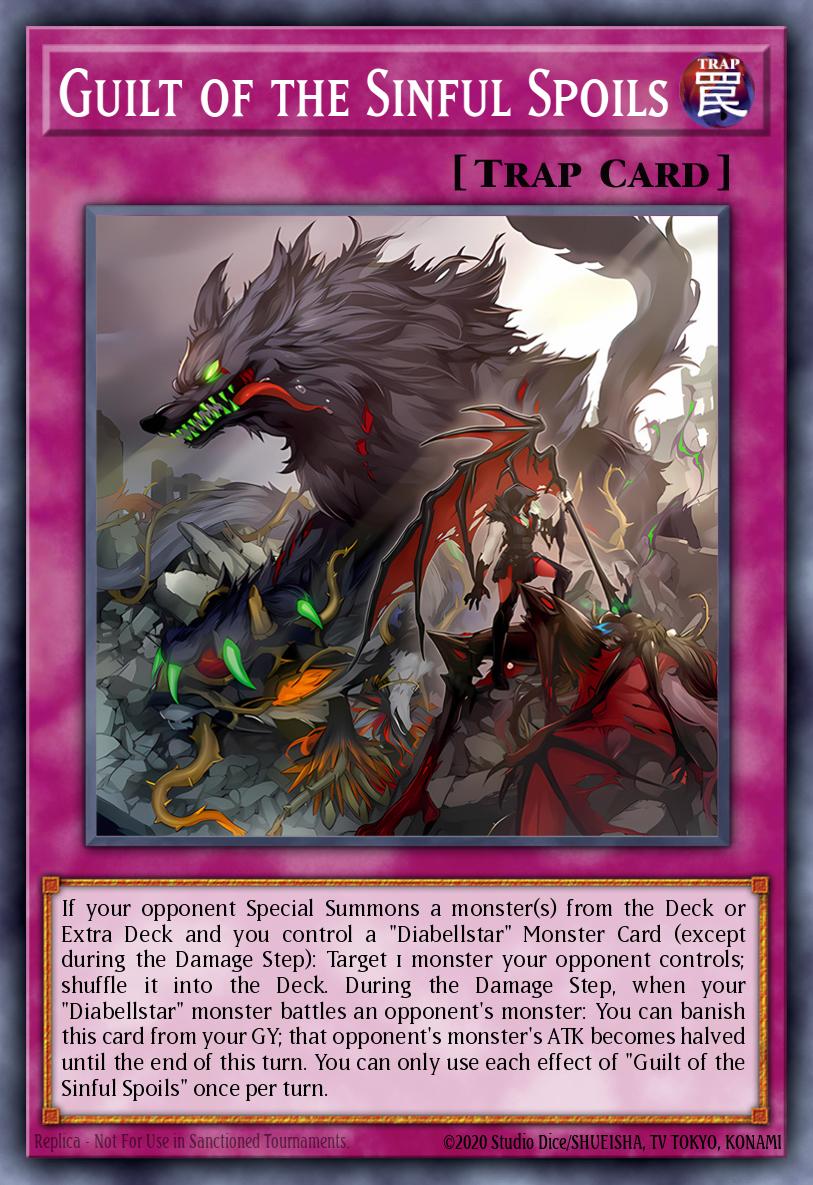 Guilt of the Sinful Spoils
TRAP
罠
[Trap Card]
If your opponent Special Summons a monster(s) from the Deck or
Extra Deck and you control a "Diabellstar" Monster Card (except
during the Damage Step): Target 1 monster your opponent controls;
shuffle it into the Deck. During the Damage Step, when your
"Diabellstar" monster battles an opponent's monster: You can banish
this card from your GY; that opponent's monster's ATK becomes halved
until the end of this turn. You can only use each effect of "Guilt of the
Sinful Spoils" once per turn.
Replica - Not For Use in Sanctioned Tournaments.
©2020 Studio Dice/SHUEISHA, TV TOKYO, KONAMI